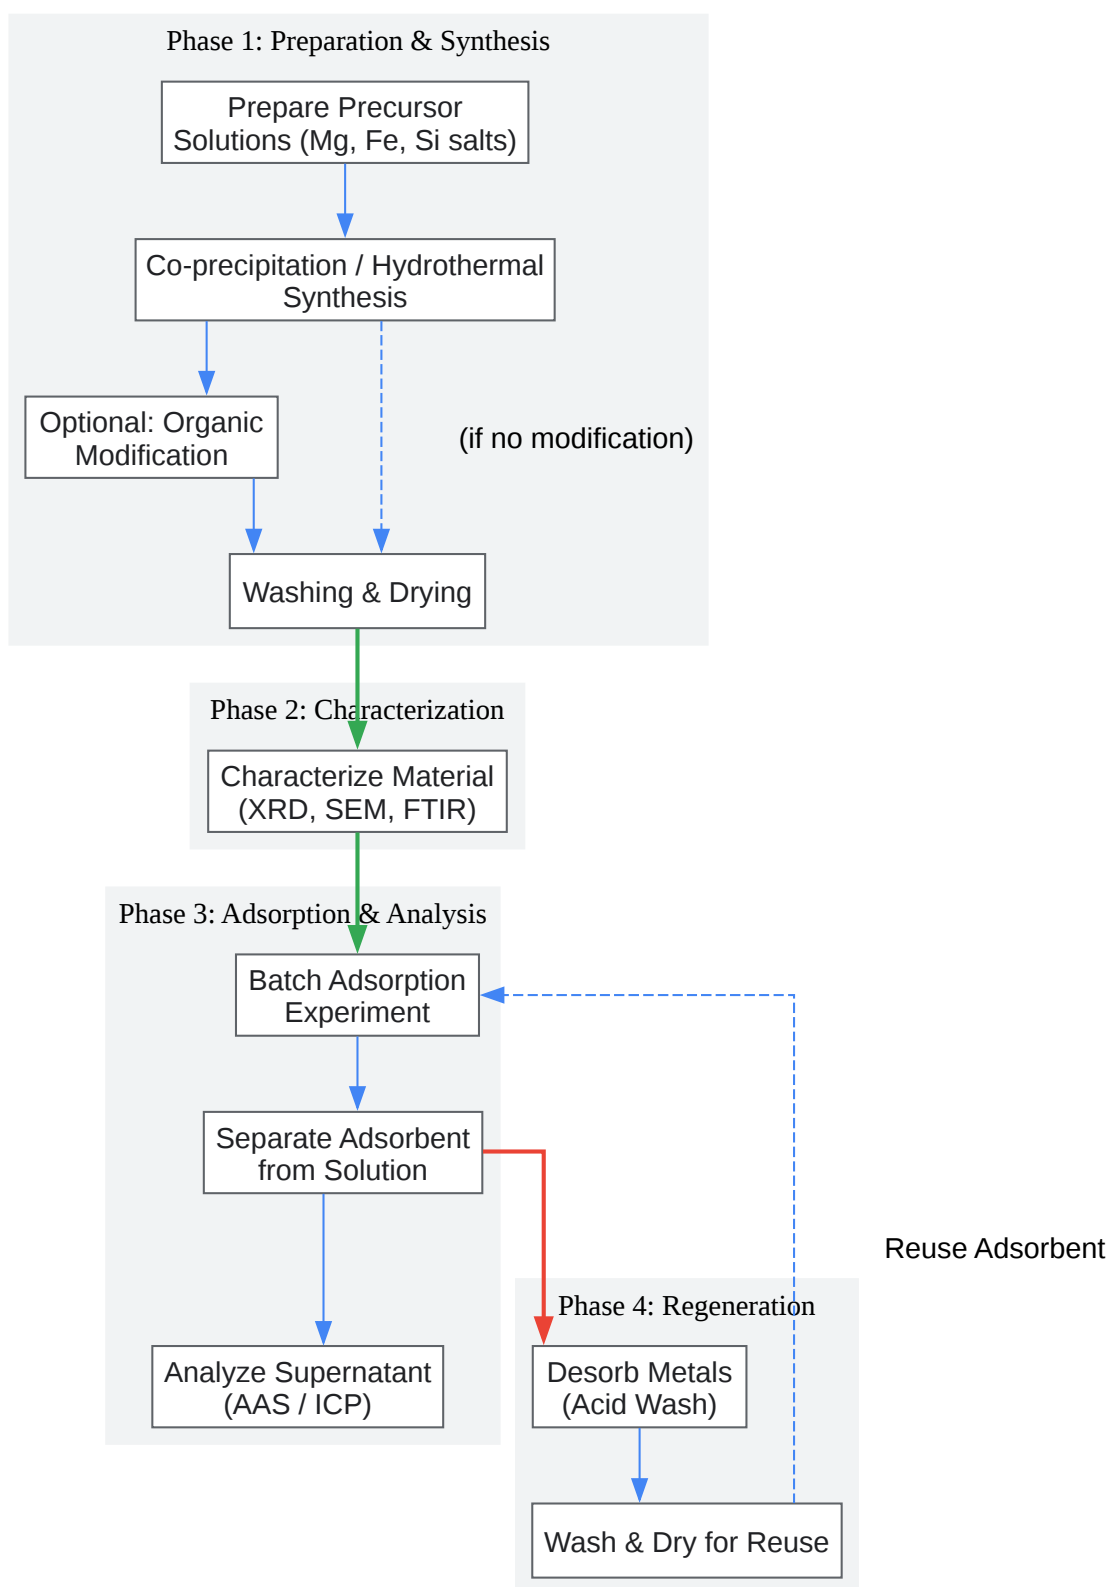 Phase 1: Preparation & Synthesis
Prepare Precursor
Solutions (Mg, Fe, Si salts)
Co-precipitation / Hydrothermal
Synthesis
Optional: Organic
Modification
(if no modification)
Washing & Drying
Phase 2: Characterization
Characterize Material
(XRD, SEM, FTIR)
Phase 3: Adsorption & Analysis
Batch Adsorption
Experiment
Separate Adsorbent
from Solution
Reuse Adsorbent
Phase 4: Regeneration
Analyze Supernatant
(AAS / ICP)
Desorb Metals
(Acid Wash)
Wash & Dry for Reuse